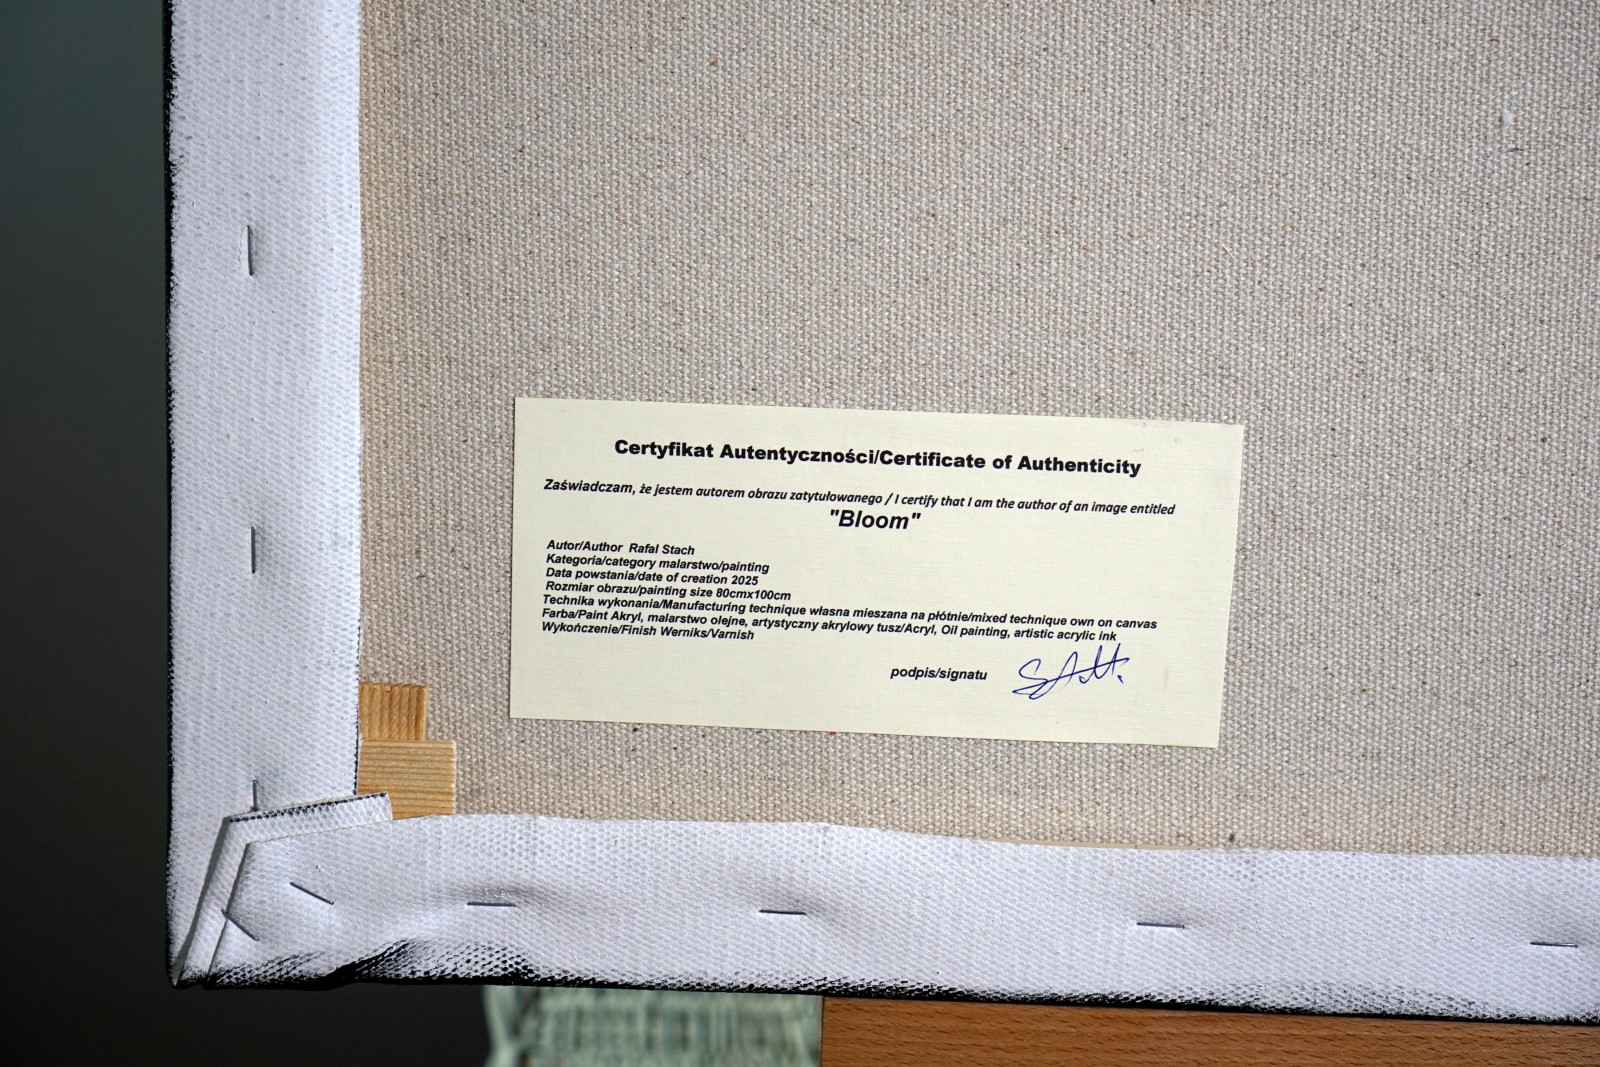 Certyfikat Autentyczności/Certificate of Authenticity
Zaświadczam, że jestem autorem obrazu zatytułowanego / I certify that I am the author of an image entitled
"Bloom"
Autor/Author Rafal Stach
Kategoria/category malarstwo/painting
Data powstania/date of creation 2025
Rozmiar obrazu/painting size 80cmx100cm
Technika wykonania/Manufacturing technique własna mieszana na płótnie/mixed technique own on canvas
Farba/Paint Akryl, malarstwo olejne, artystyczny akrylowy tusz/Acryl, Oil painting, artistic acrylic ink
Wykończenie/Finish Werniks/Varnish
podpis/signatu